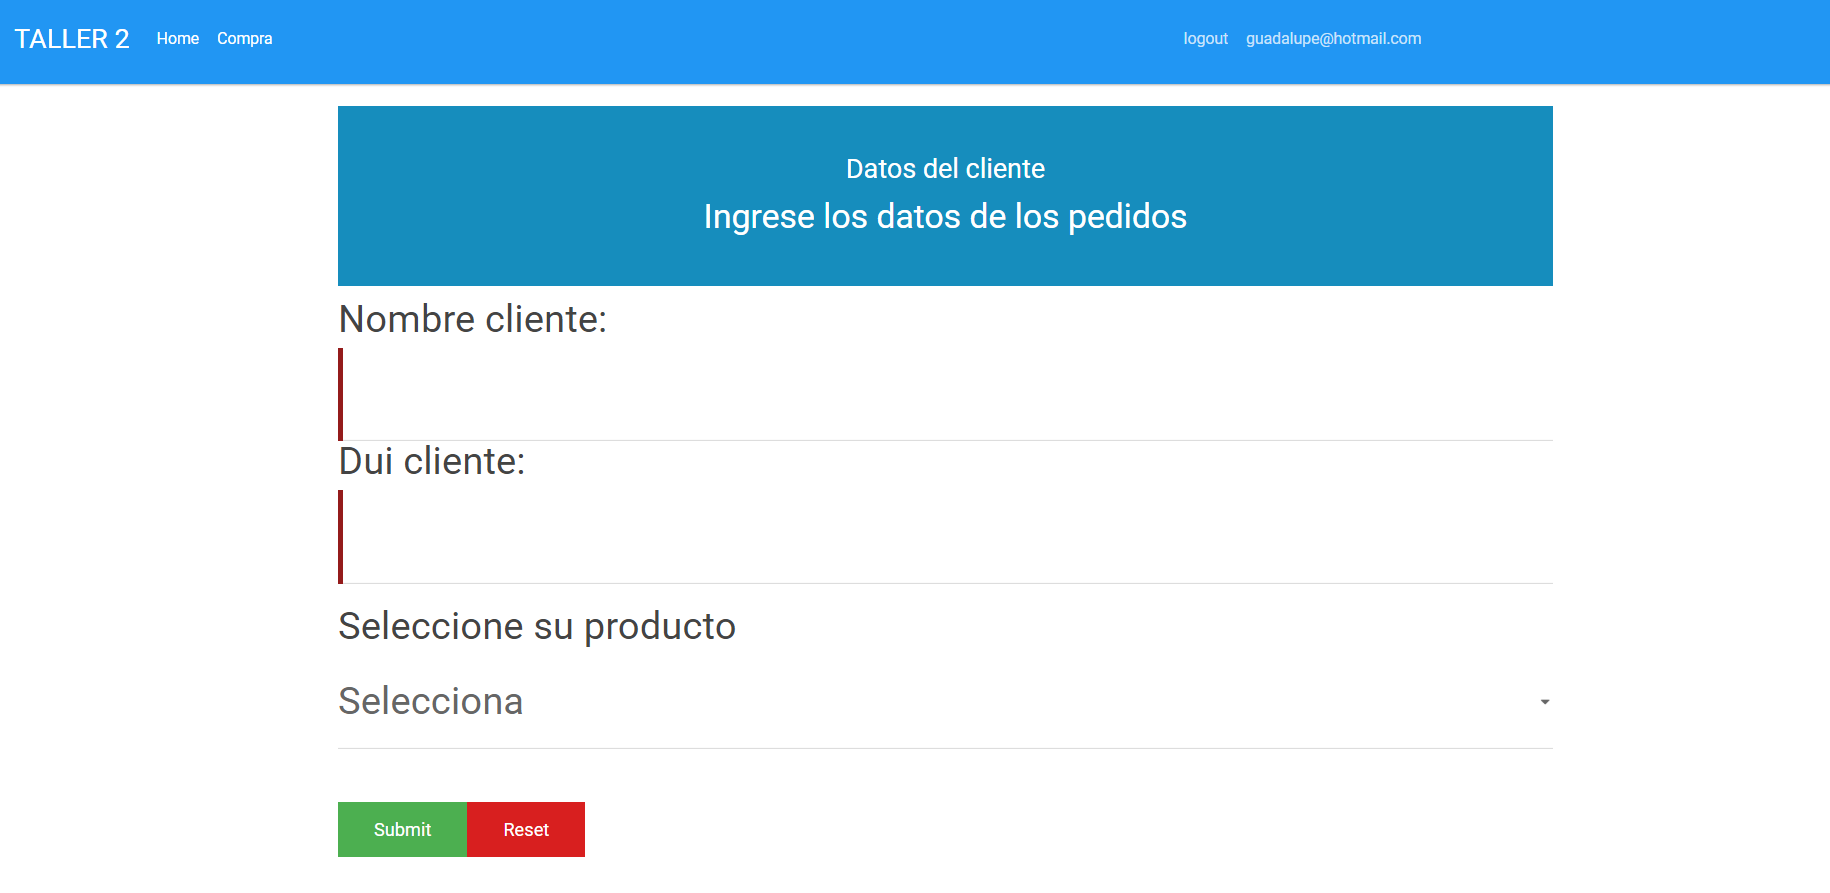 TALLER 2 Home Compra logout guadalupe@hotmail.com
Datos del cliente
Ingrese los datos de los pedidos
Nombre cliente:
Dui cliente:
Seleccione su producto
Selecciona
Submit Reset